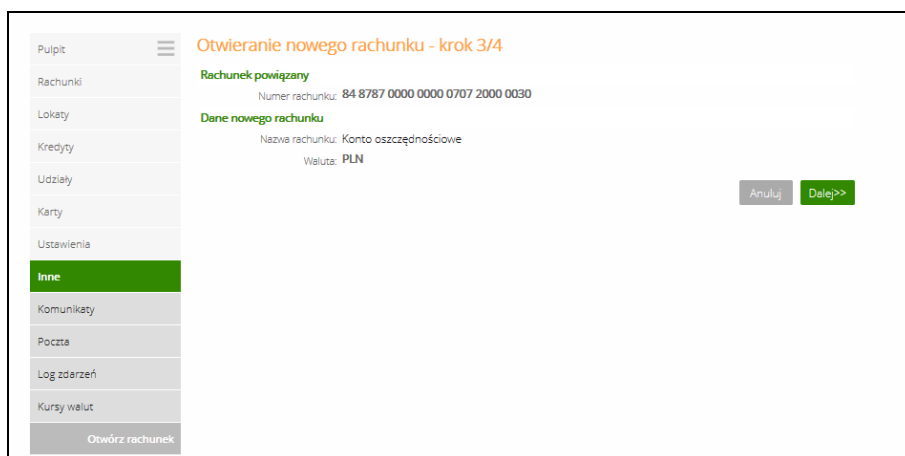 Pulpit
Rachunki
Lokaty
Kredyty
Udziały
Karty
Ustawienia
Inne
Komunikaty
Poczta
Log zdarzeń
Kursy walut
Otwórz rachunek
Otwieranie nowego rachunku - krok 3/4
Rachunek powiązany
Numer rachunku: 84 8787 0000 0000 0707 2000 0030
Dane nowego rachunku
Nazwa rachunku: Konto oszczędnościowe
Waluta: PLN
Anuluj Dalej>>